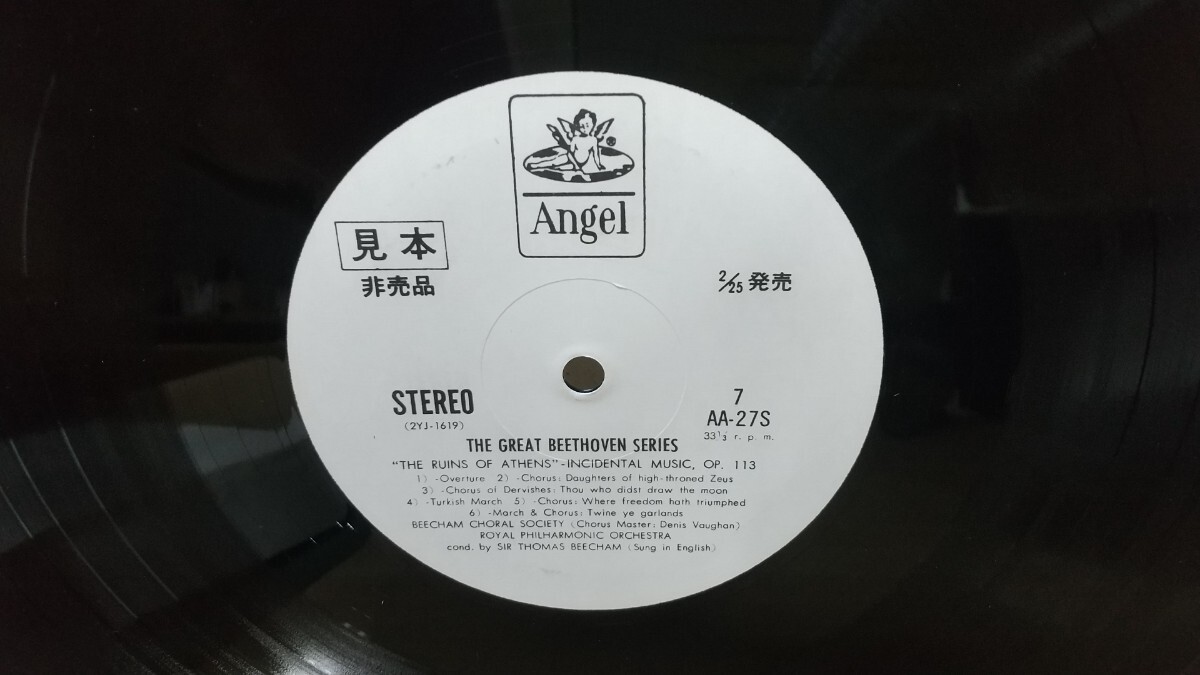 ®
Angel
見本
非売品
2/25 発売
STEREO
(2YJ-1619)
7
AA-27S
33⅓ r. p. m.
THE GREAT BEETHOVEN SERIES
"THE RUINS OF ATHENS"-INCIDENTAL MUSIC, OP. 113
1) -Overture 2) -Chorus: Daughters of high-throned Zeus
3) -Chorus of Dervishes: Thou who didst draw the moon
4) -Turkish March 5) -Chorus: Where freedom hath triumphed
6) -March & Chorus: Twine ye garlands
BEECHAM CHORAL SOCIETY (Chorus Master: Denis Vaughan)
ROYAL PHILHARMONIC ORCHESTRA
cond. by SIR THOMAS BEECHAM (Sung in English)